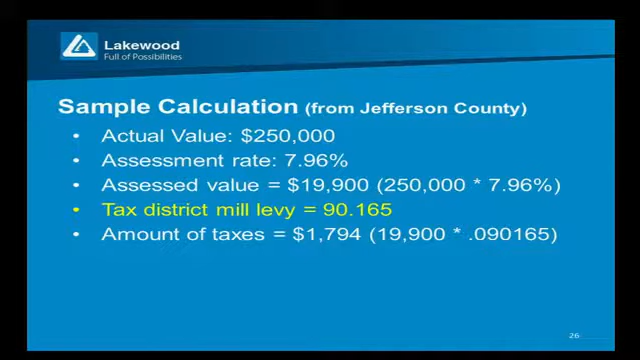 Lakewood
Full of Possibilities
Sample Calculation (from Jefferson County)
• Actual Value: $250,000
• Assessment rate: 7.96%
• Assessed value = $19,900 (250,000 * 7.96%)
• Tax district mill levy = 90.165
• Amount of taxes = $1,794 (19,900 * .090165)
26